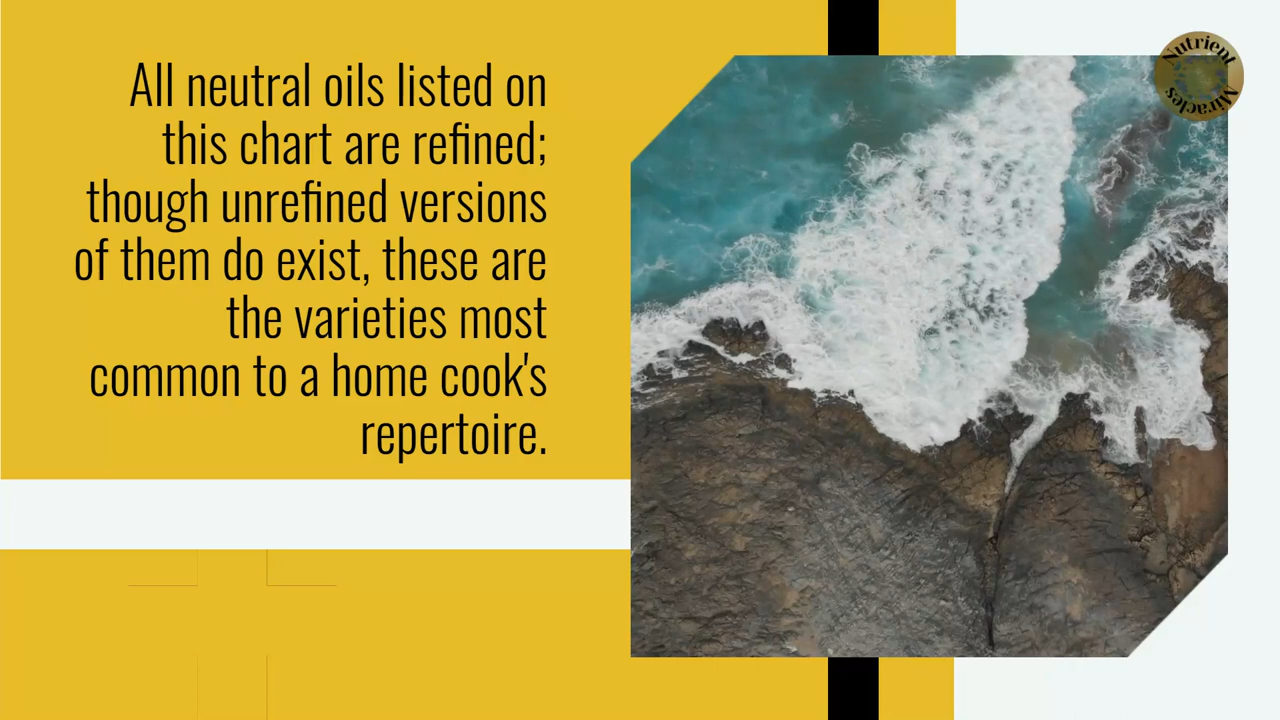 All neutral oils listed on
this chart are refined;
though unrefined versions
of them do exist, these are
the varieties most
common to a home cook's
repertoire.
Nutrient
Miracles